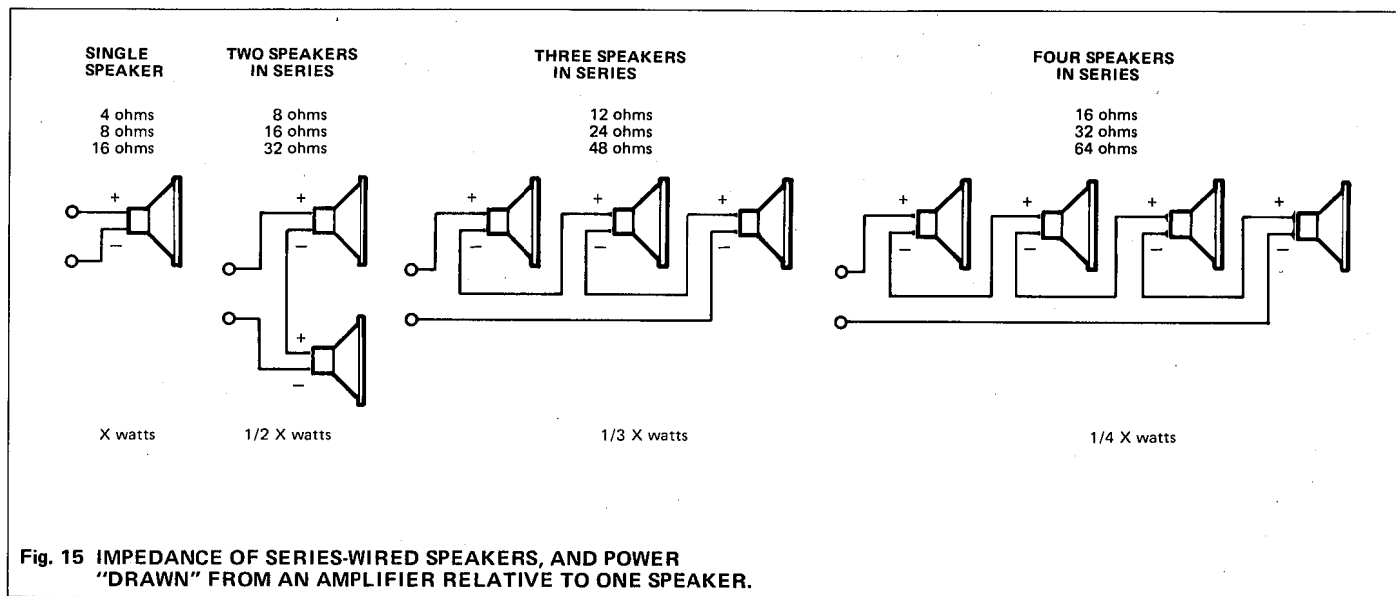 SINGLE
SPEAKER
4 ohms
8 ohms
16 ohms
+
−
X watts
TWO SPEAKERS
IN SERIES
8 ohms
16 ohms
32 ohms
+
−
+
−
1/2 X watts
THREE SPEAKERS
IN SERIES
12 ohms
24 ohms
48 ohms
+
+
+
−
−
−
1/3 X watts
FOUR SPEAKERS
IN SERIES
16 ohms
32 ohms
64 ohms
+
+
+
+
−
−
−
−
1/4 X watts
Fig. 15 IMPEDANCE OF SERIES-WIRED SPEAKERS, AND POWER
"DRAWN" FROM AN AMPLIFIER RELATIVE TO ONE SPEAKER.